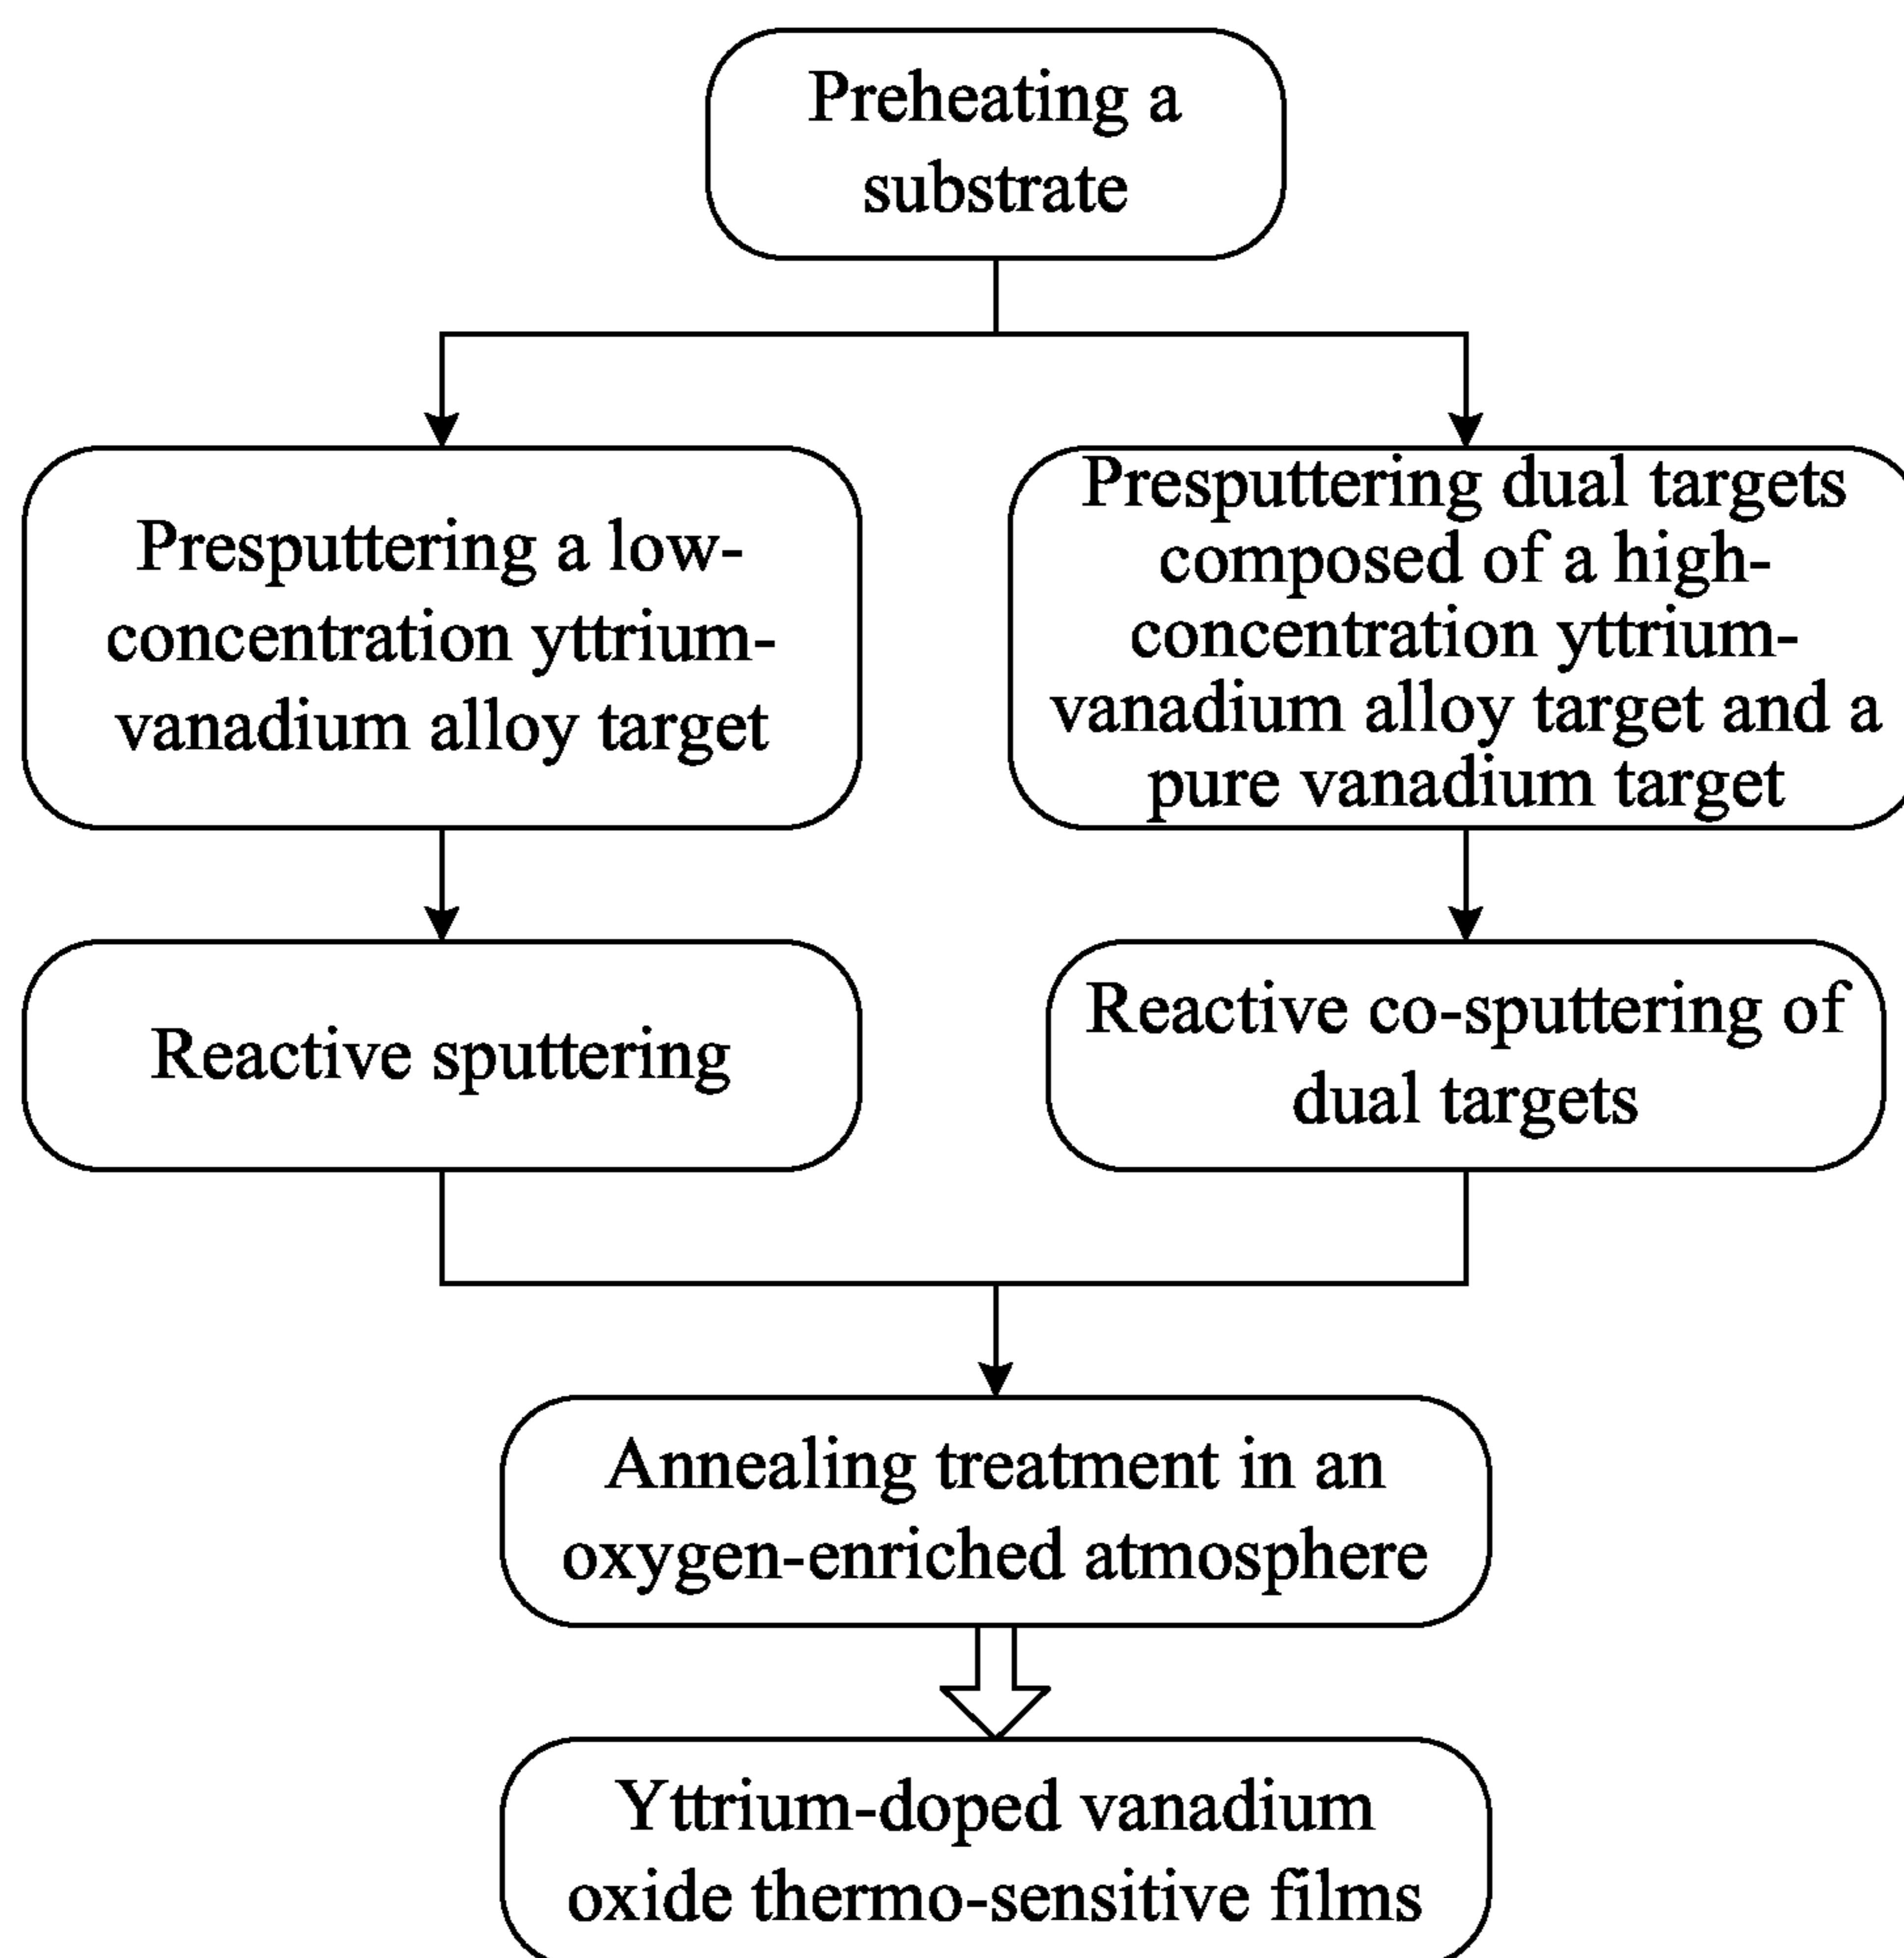 Preheating a
substrate
Presputtering a low-
concentration yttrium-
vanadium alloy target
Presputtering dual targets
composed of a high-
concentration yttrium-
vanadium alloy target and a
pure vanadium target
Reactive sputtering
Reactive co-sputtering of
dual targets
Annealing treatment in an
oxygen-enriched atmosphere
Yttrium-doped vanadium
oxide thermo-sensitive films